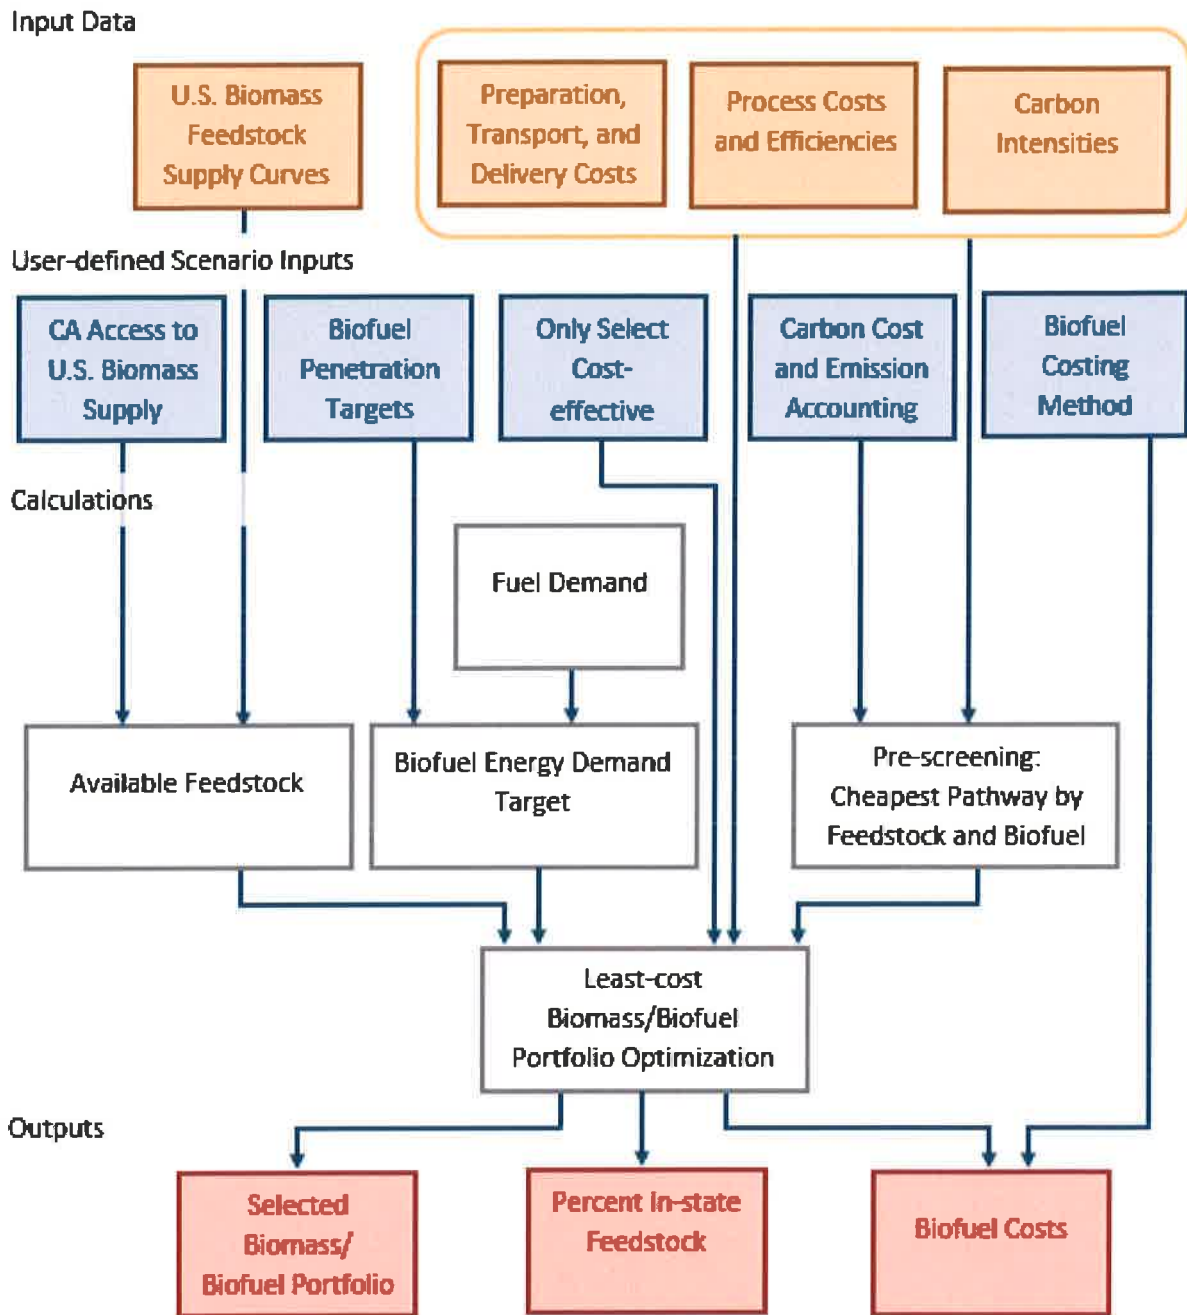 Input Data
U.S. Biomass
Feedstock
Supply Curves
Preparation,
Transport, and
Delivery Costs
Process Costs
and Efficiencies
Carbon
Intensities
User-defined Scenario Inputs
CA Access to
U.S. Biomass
Supply
Biofuel
Penetration
Targets
Only Select
Cost-
effective
Carbon Cost
and Emission
Accounting
Biofuel
Costing
Method
Calculations
Fuel Demand
Available Feedstock
Biofuel Energy Demand
Target
Pre-screening:
Cheapest Pathway by
Feedstock and Biofuel
Least-cost
Biomass/Biofuel
Portfolio Optimization
Outputs
Selected
Biomass/
Biofuel Portfolio
Percent In-state
Feedstock
Biofuel Costs